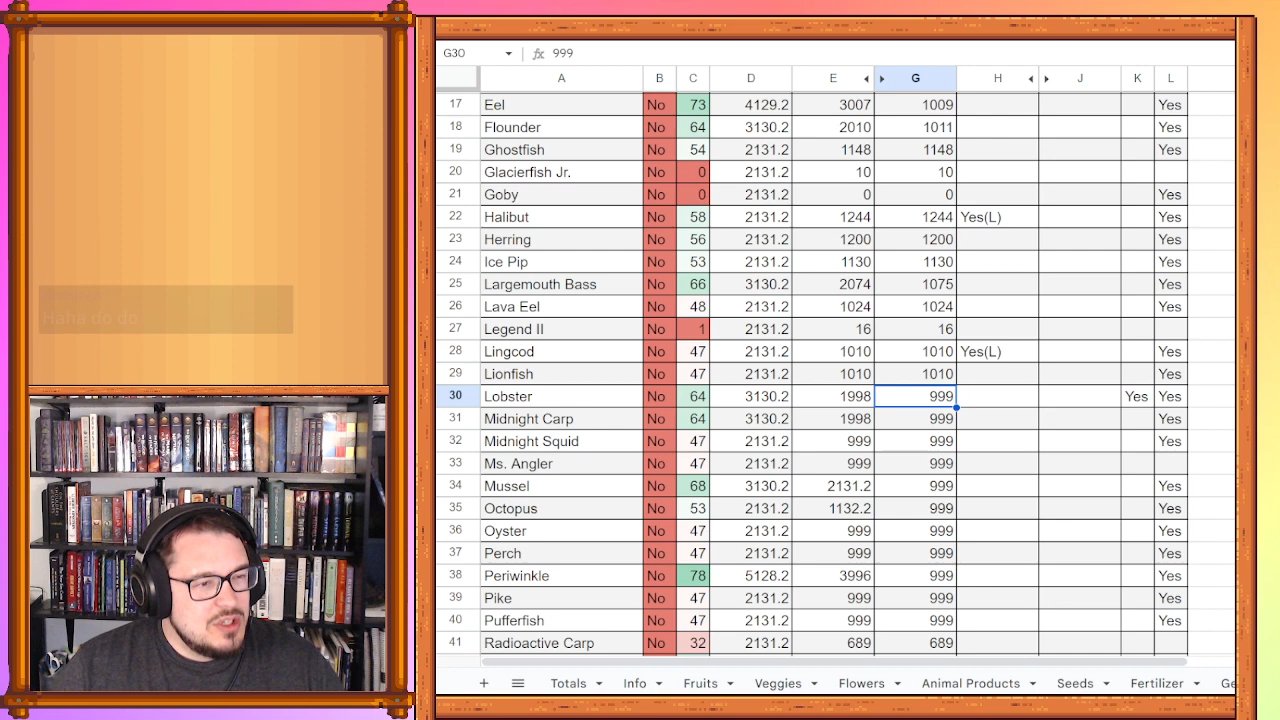 Haha do do
G30 fx 999
A B C D E G H J K L
17 Eel No 73 4129.2 3007 1009 Yes
18 Flounder No 64 3130.2 2010 1011 Yes
19 Ghostfish No 54 2131.2 1148 1148 Yes
20 Glacierfish Jr. No 0 2131.2 10 10
21 Goby No 0 2131.2 0 0 Yes
22 Halibut No 58 2131.2 1244 1244 Yes(L) Yes
23 Herring No 56 2131.2 1200 1200 Yes
24 Ice Pip No 53 2131.2 1130 1130 Yes
25 Largemouth Bass No 66 3130.2 2074 1075 Yes
26 Lava Eel No 48 2131.2 1024 1024 Yes
27 Legend II No 1 2131.2 16 16
28 Lingcod No 47 2131.2 1010 1010 Yes(L) Yes
29 Lionfish No 47 2131.2 1010 1010 Yes
30 Lobster No 64 3130.2 1998 999 Yes Yes
31 Midnight Carp No 64 3130.2 1998 999 Yes
32 Midnight Squid No 47 2131.2 999 999 Yes
33 Ms. Angler No 47 2131.2 999 999
34 Mussel No 68 3130.2 2131.2 999 Yes
35 Octopus No 53 2131.2 1132.2 999 Yes
36 Oyster No 47 2131.2 999 999 Yes
37 Perch No 47 2131.2 999 999 Yes
38 Periwinkle No 78 5128.2 3996 999 Yes
39 Pike No 47 2131.2 999 999 Yes
40 Pufferfish No 47 2131.2 999 999 Yes
41 Radioactive Carp No 32 2131.2 689 689 Yes
+ Totals Info Fruits Veggies Flowers Animal Products Seeds Fertilizer Ge